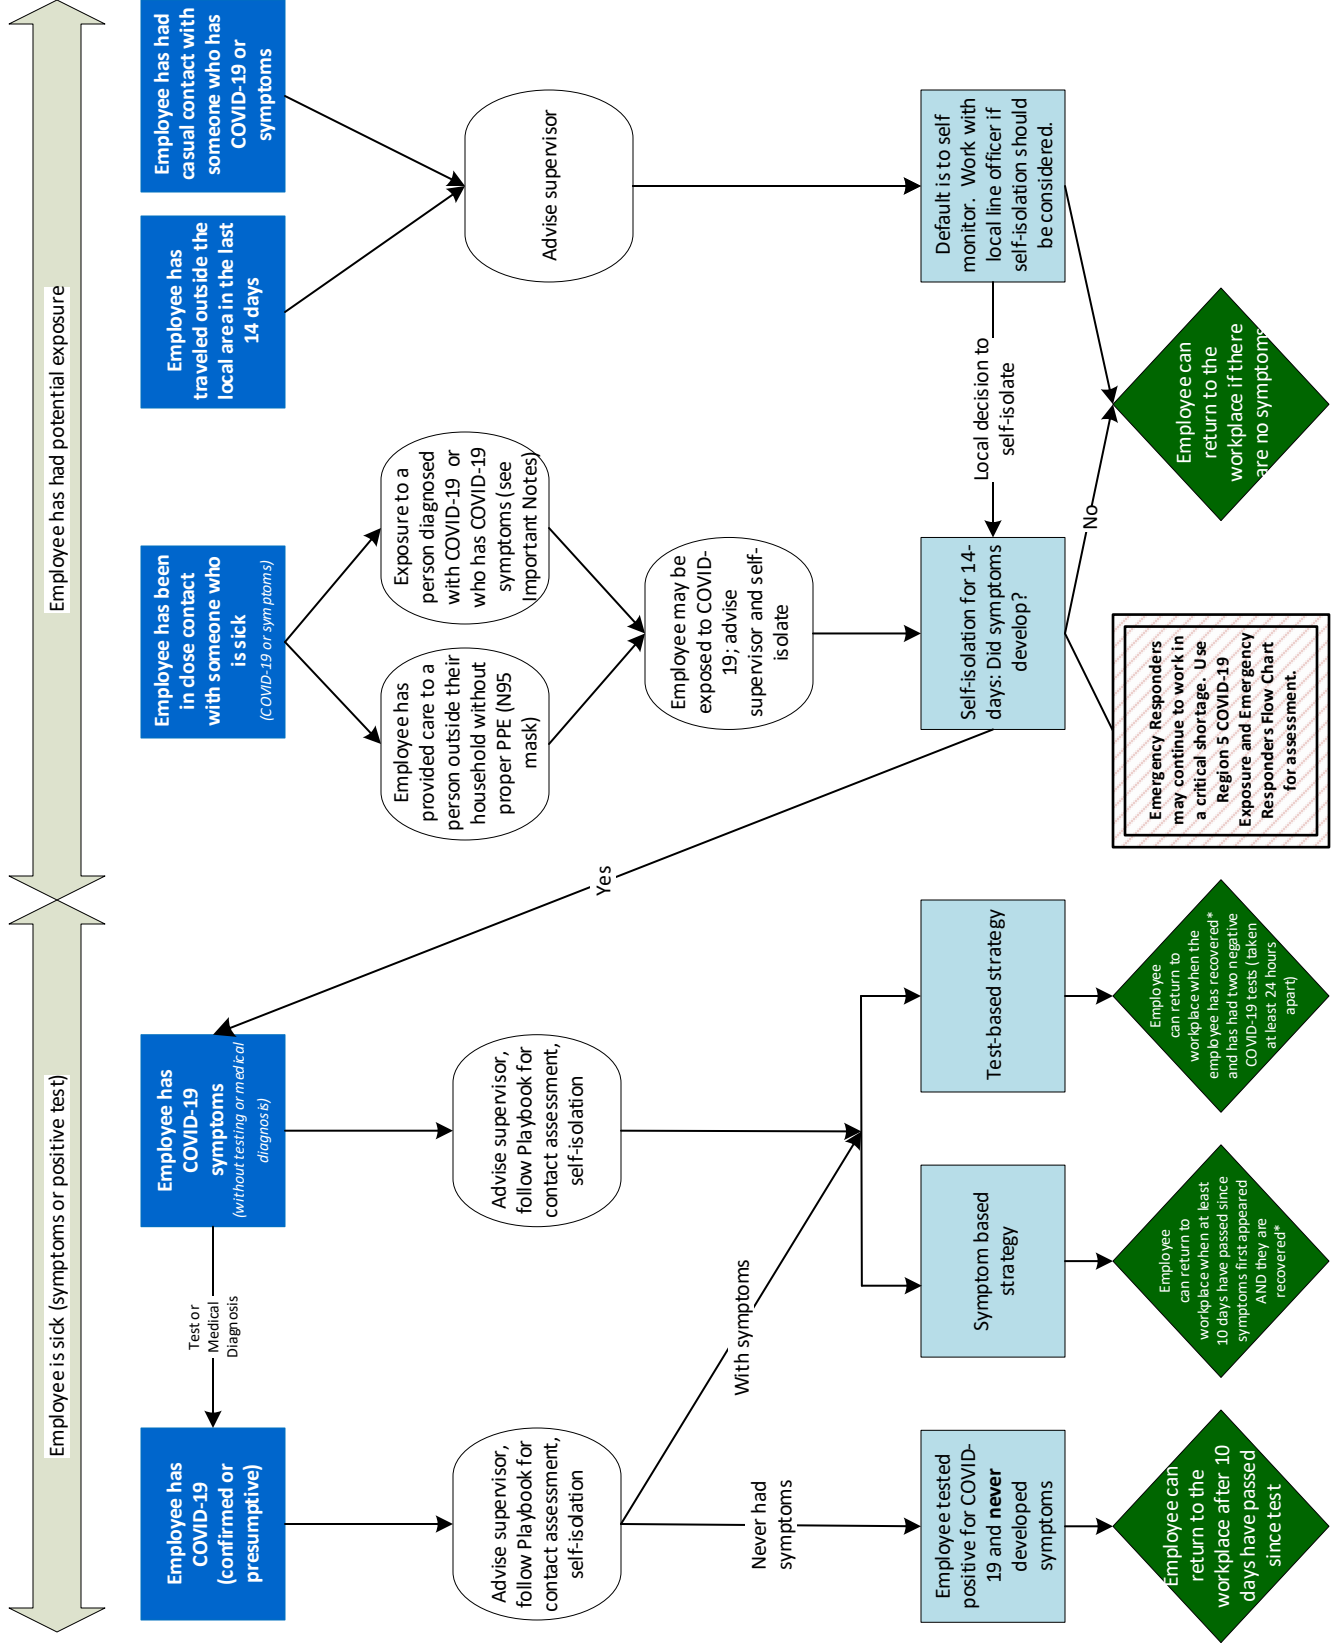 Employee is sick (symptoms or positive test)
Employee has had potential exposure
Employee has
COVID-19
(confirmed or
presumptive)
Test or
Medical
Diagnosis
Employee has
COVID-19
symptoms
(without testing or medical
diagnosis)
Employee has been
in close contact
with someone who
is sick
(COVID-19 or symptoms)
Employee has
traveled outside the
local area in the last
14 days
Employee has had
casual contact with
someone who has
COVID-19 or
symptoms
Advise supervisor,
follow Playbook for
contact assessment,
self-isolation
Advise supervisor,
follow Playbook for
contact assessment,
self-isolation
Employee has
provided care to a
person outside their
household without
proper PPE (N95
mask)
Exposure to a
person diagnosed
with COVID-19 or
who has COVID-19
symptoms (see
Important Notes)
Advise supervisor
Employee may be
exposed to COVID-
19; advise
supervisor and self-
isolate
Never had
symptoms
With symptoms
Yes
Employee tested
positive for COVID-
19 and never
developed
symptoms
Symptom based
strategy
Test-based strategy
Self-isolation for 14-
days: Did symptoms
develop?
Local decision to
self-isolate
Default is to self
monitor. Work with
local line officer if
self-isolation should
be considered.
No
Employee can
return to the
workplace after 10
days have passed
since test
Employee
can return to
workplace when at least
10 days have passed since
symptoms first appeared
AND they are
recovered*
Employee
can return to
workplace when the
employee has recovered*
and has had two negative
COVID-19 tests (taken
at least 24 hours
apart)
Emergency Responders
may continue to work in
a critical shortage. Use
Region 5 COVID-19
Exposure and Emergency
Responders Flow Chart
for assessment.
Employee can
return to the
workplace if there
are no symptoms